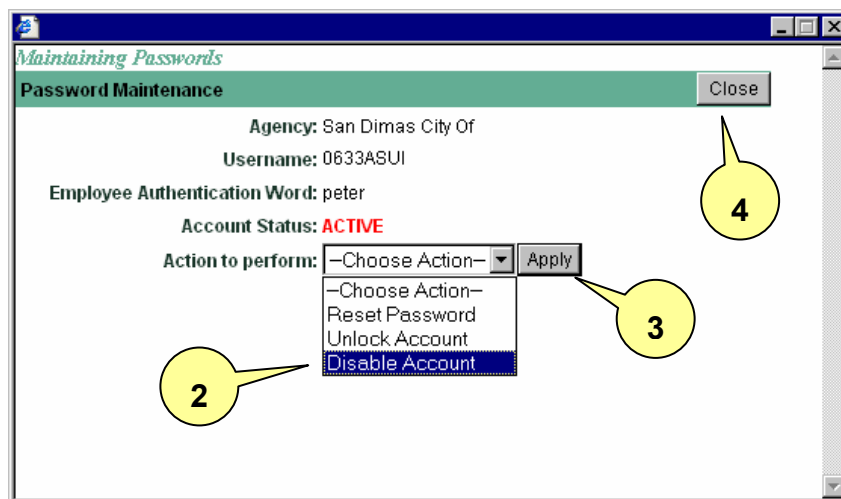 Maintaining Passwords
Password Maintenance Close
Agency: San Dimas City Of
Username: 0633ASUI
Employee Authentication Word: peter
Account Status: ACTIVE
Action to perform: –Choose Action– Apply
–Choose Action–
Reset Password
Unlock Account
Disable Account
4
3
2